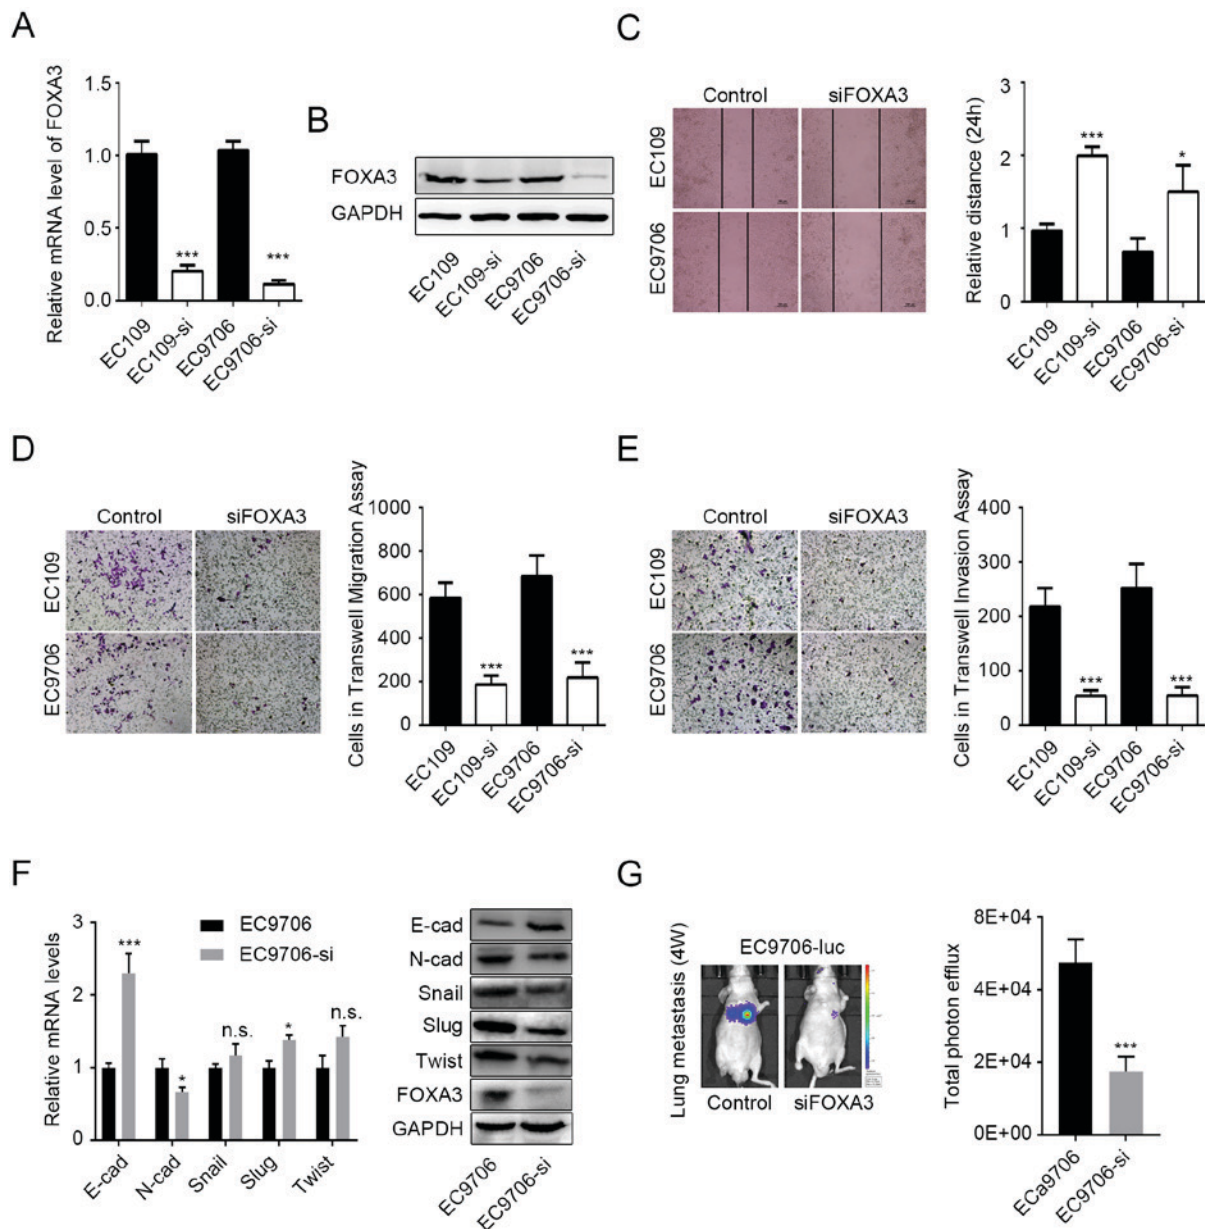 A
Relative mRNA level of FOXA3
1.5
1.0
0.5
0.0
***
***
EC109
EC109-si
EC9706
EC9706-si
B
FOXA3
GAPDH
EC109
EC109-si
EC9706
EC9706-si
C
Control
siFOXA3
EC109
EC9706
Relative distance (24h)
3
2
1
0
***
*
EC109
EC109-si
EC9706
EC9706-si
D
Control
siFOXA3
EC109
EC9706
Cells in Transwell Migration Assay
1000
800
600
400
200
0
***
***
EC109
EC109-si
EC9706
EC9706-si
E
Control
siFOXA3
EC109
EC9706
Cells in Transwell Invasion Assay
400
300
200
100
0
***
***
EC109
EC109-si
EC9706
EC9706-si
F
Relative mRNA levels
3
2
1
0
EC9706
EC9706-si
***
*
n.s.
*
n.s.
E-cad
N-cad
Snail
Slug
Twist
E-cad
N-cad
Snail
Slug
Twist
FOXA3
GAPDH
EC9706
EC9706-si
G
Lung metastasis (4W)
EC9706-luc
Control
siFOXA3
Total photon efflux
8E+04
6E+04
4E+04
2E+04
0E+00
***
ECa9706
EC9706-si